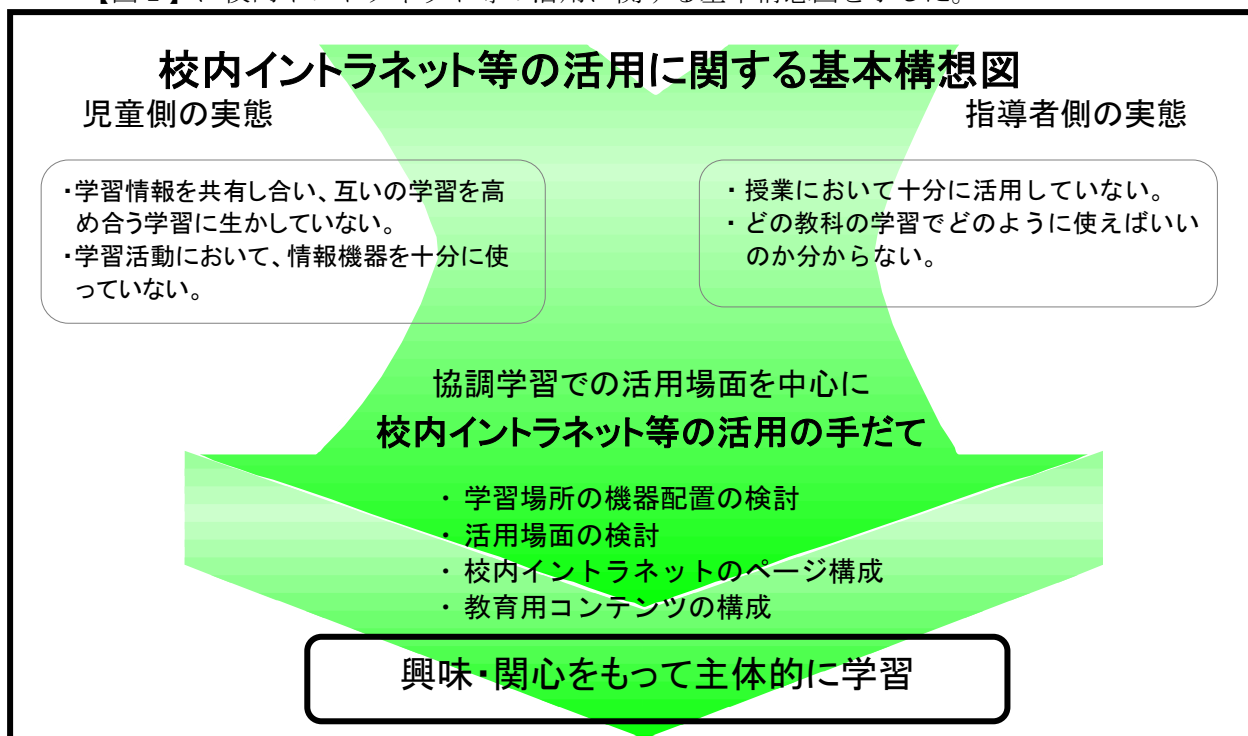 校内イントラネット等の活用に関する基本構想図
児童側の実態
指導者側の実態
・学習情報を共有し合い、互いの学習を高
め合う学習に生かしていない。
・学習活動において、情報機器を十分に使
っていない。
・授業において十分に活用していない。
・どの教科の学習でどのように使えばいい
のか分からない。
協調学習での活用場面を中心に
校内イントラネット等の活用の手だて
・学習場所の機器配置の検討
・活用場面の検討
・校内イントラネットのページ構成
・教育用コンテンツの構成
興味・関心をもって主体的に学習